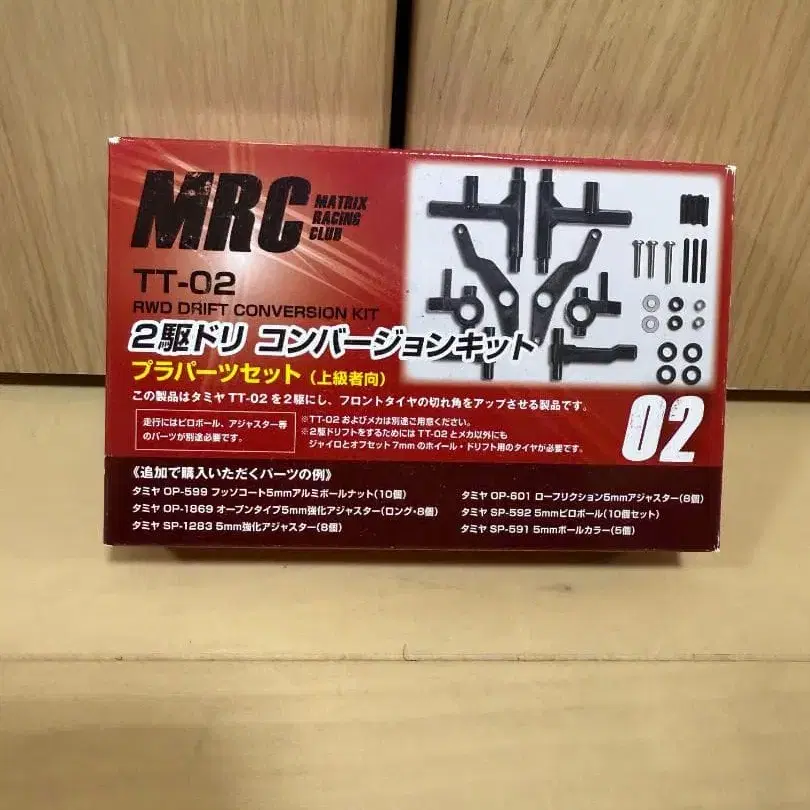 MRC MATRIX
RACING
CLUB
TT-02
RWD DRIFT CONVERSION KIT
2駆ドリ コンバージョンキット
プラパーツセット（上級者向）
この製品はタミヤ TT-02 を2駆にし、フロントタイヤの切れ角をアップさせる製品です。
走行にはピロボール、アジャスター等
のパーツが別途必要です。
※TT-02 およびメカは別途ご用意ください。
※2駆ドリフトをするためには TT-02 とメカ以外にも
ジャイロとオフセット7mm のホイール・ドリフト用のタイヤが必要です。
02
《追加で購入いただくパーツの例》
タミヤ OP-599 フッソコート5mmアルミボールナット(10個)
タミヤ OP-1869 オープンタイプ5mm強化アジャスター(ロング・8個)
タミヤ SP-1283 5mm強化アジャスター(8個)
タミヤ OP-601 ローフリクション5mmアジャスター(8個)
タミヤ SP-592 5mmピロボール(10個セット)
タミヤ SP-591 5mmボールカラー(5個)